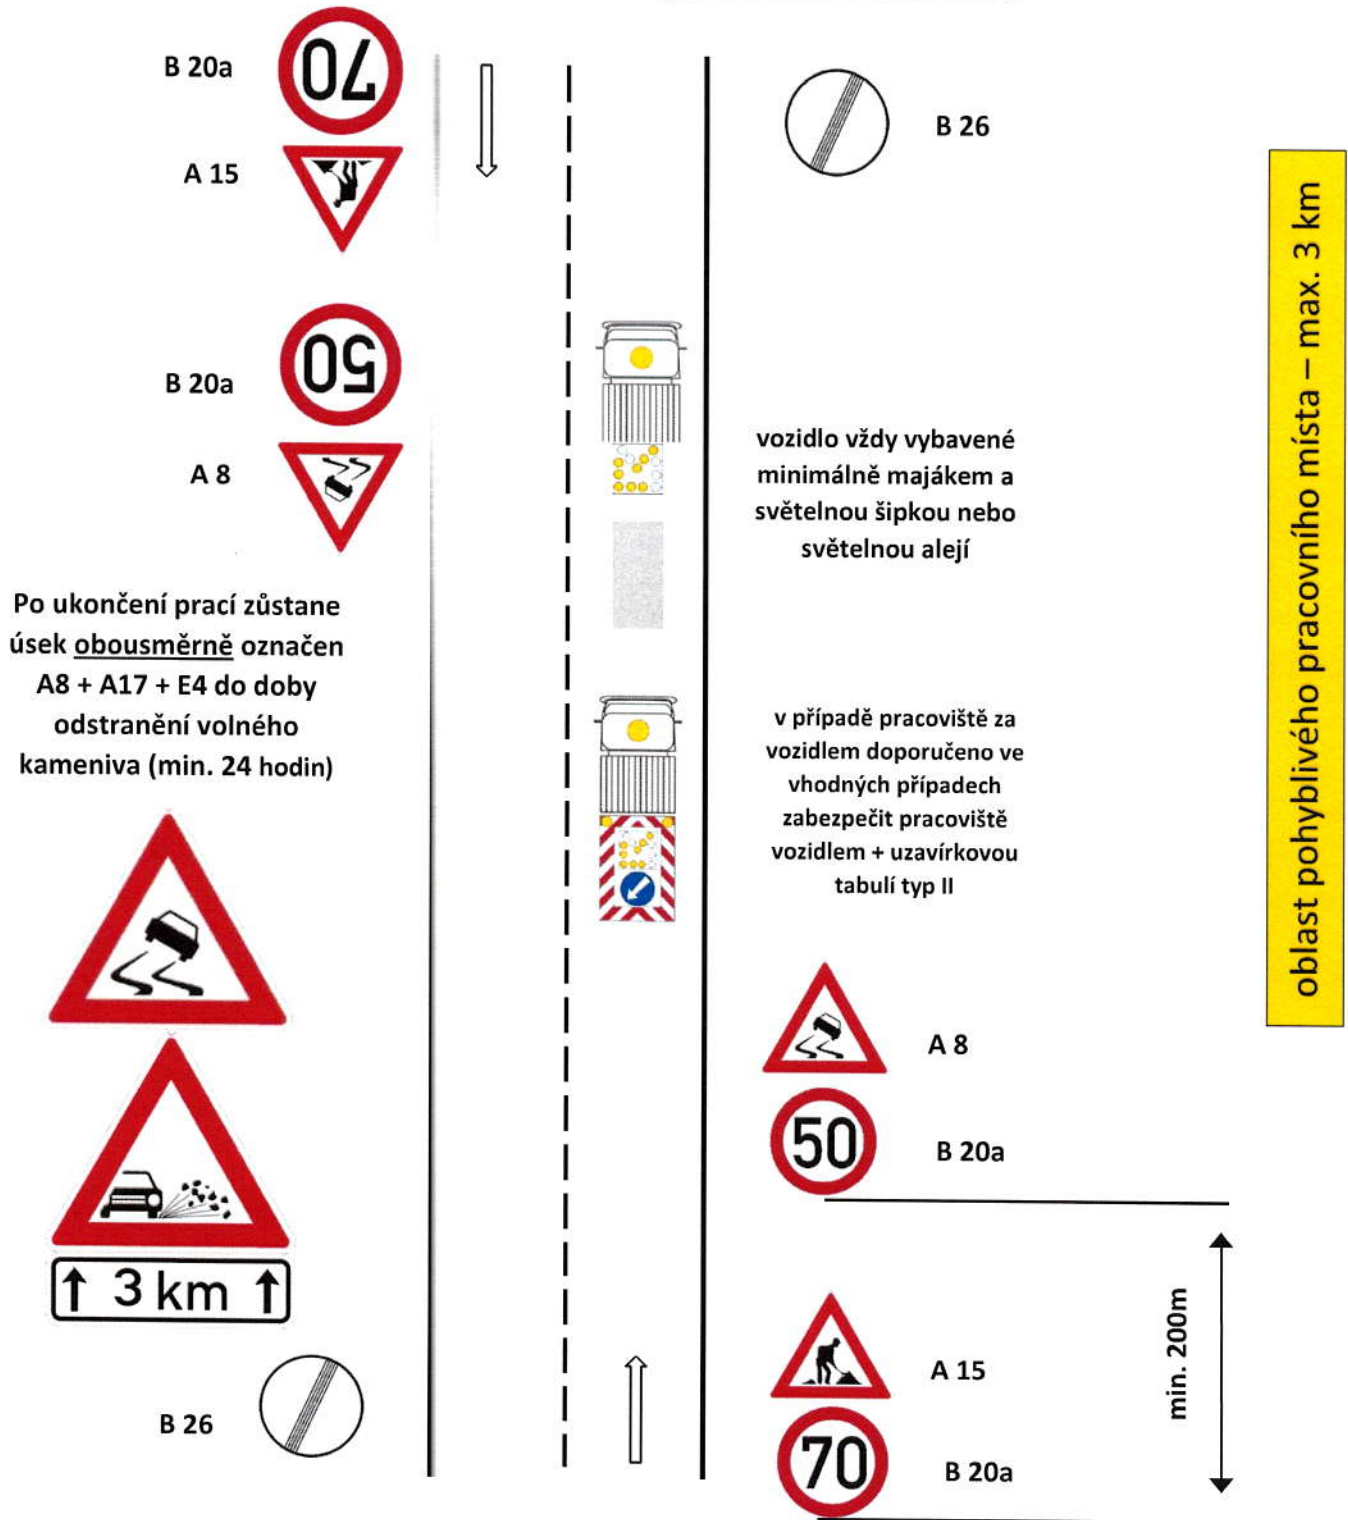 B 20a
70
A 15
B 26
B 20a
50
A 8
vozidlo vždy vybavené
minimálně majákem a
světelnou šipkou nebo
světelnou alejí
Po ukončení prací zůstane
úsek obousměrně označen
A8 + A17 + E4 do doby
odstranění volného
kameniva (min. 24 hodin)
v případě pracoviště za
vozidlem doporučeno ve
vhodných případech
zabezpečit pracoviště
vozidlem + uzavírkovou
tabulí typ II
oblast pohyblivého pracovního místa – max. 3 km
A 8
50
B 20a
3 km
min. 200m
A 15
B 26
70
B 20a